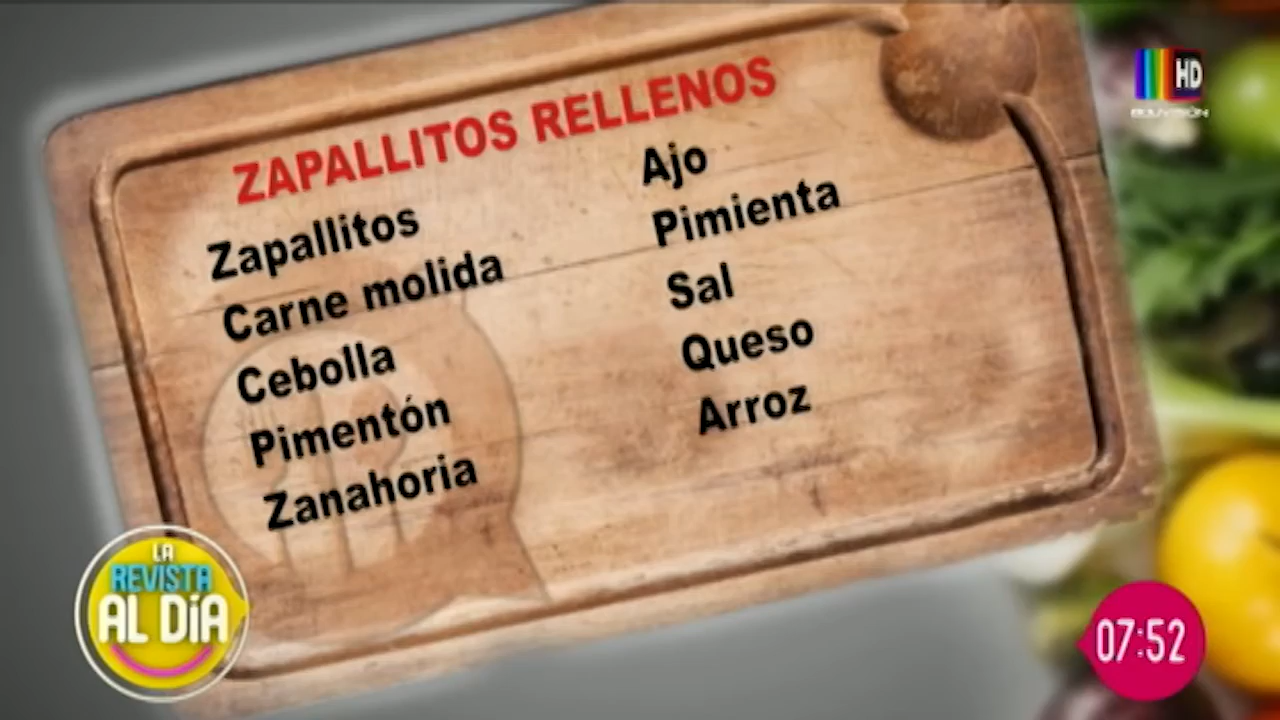 ZAPALLITOS RELLENOS
Zapallitos
Carne molida
Cebolla
Pimentón
Zanahoria
Ajo
Pimienta
Sal
Queso
Arroz
HD
BOLIVISIÓN
LA
REVISTA
AL DÍA
07:52